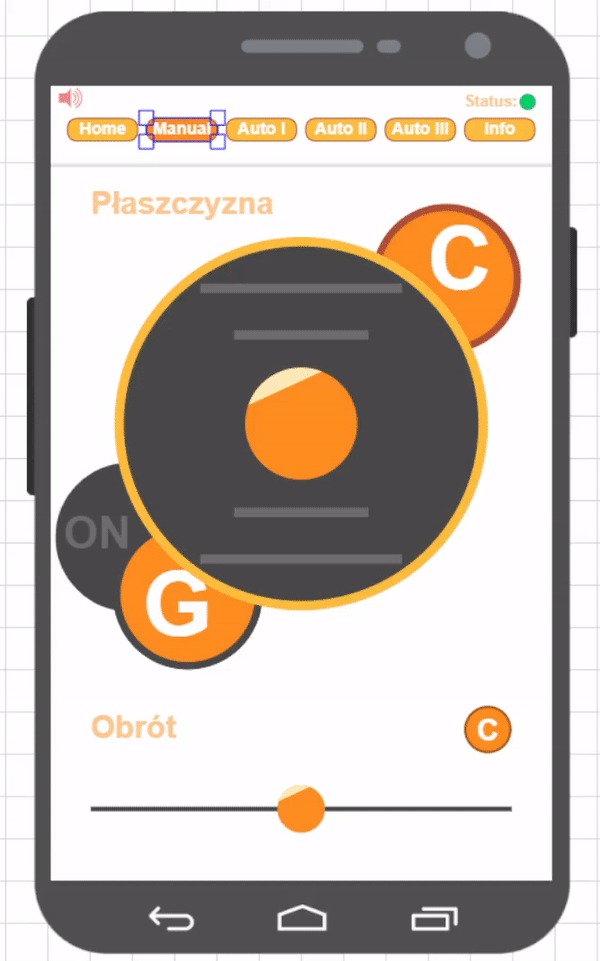 Status:
Home Manual Auto I Auto II Auto III Info
Płaszczyzna
C
ON
G
Obrót
C